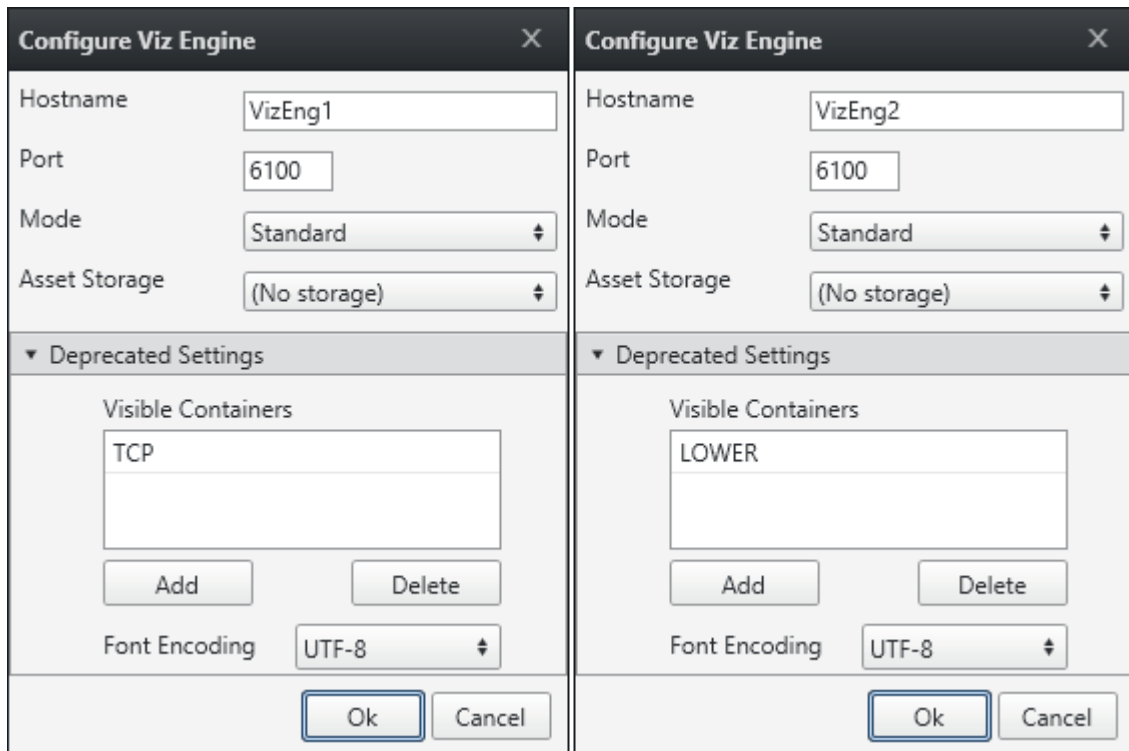 Configure Viz Engine X
Hostname VizEng1
Port 6100
Mode Standard
Asset Storage (No storage)
Deprecated Settings
Visible Containers
TCP
Add Delete
Font Encoding UTF-8
Ok Cancel
Configure Viz Engine X
Hostname VizEng2
Port 6100
Mode Standard
Asset Storage (No storage)
Deprecated Settings
Visible Containers
LOWER
Add Delete
Font Encoding UTF-8
Ok Cancel